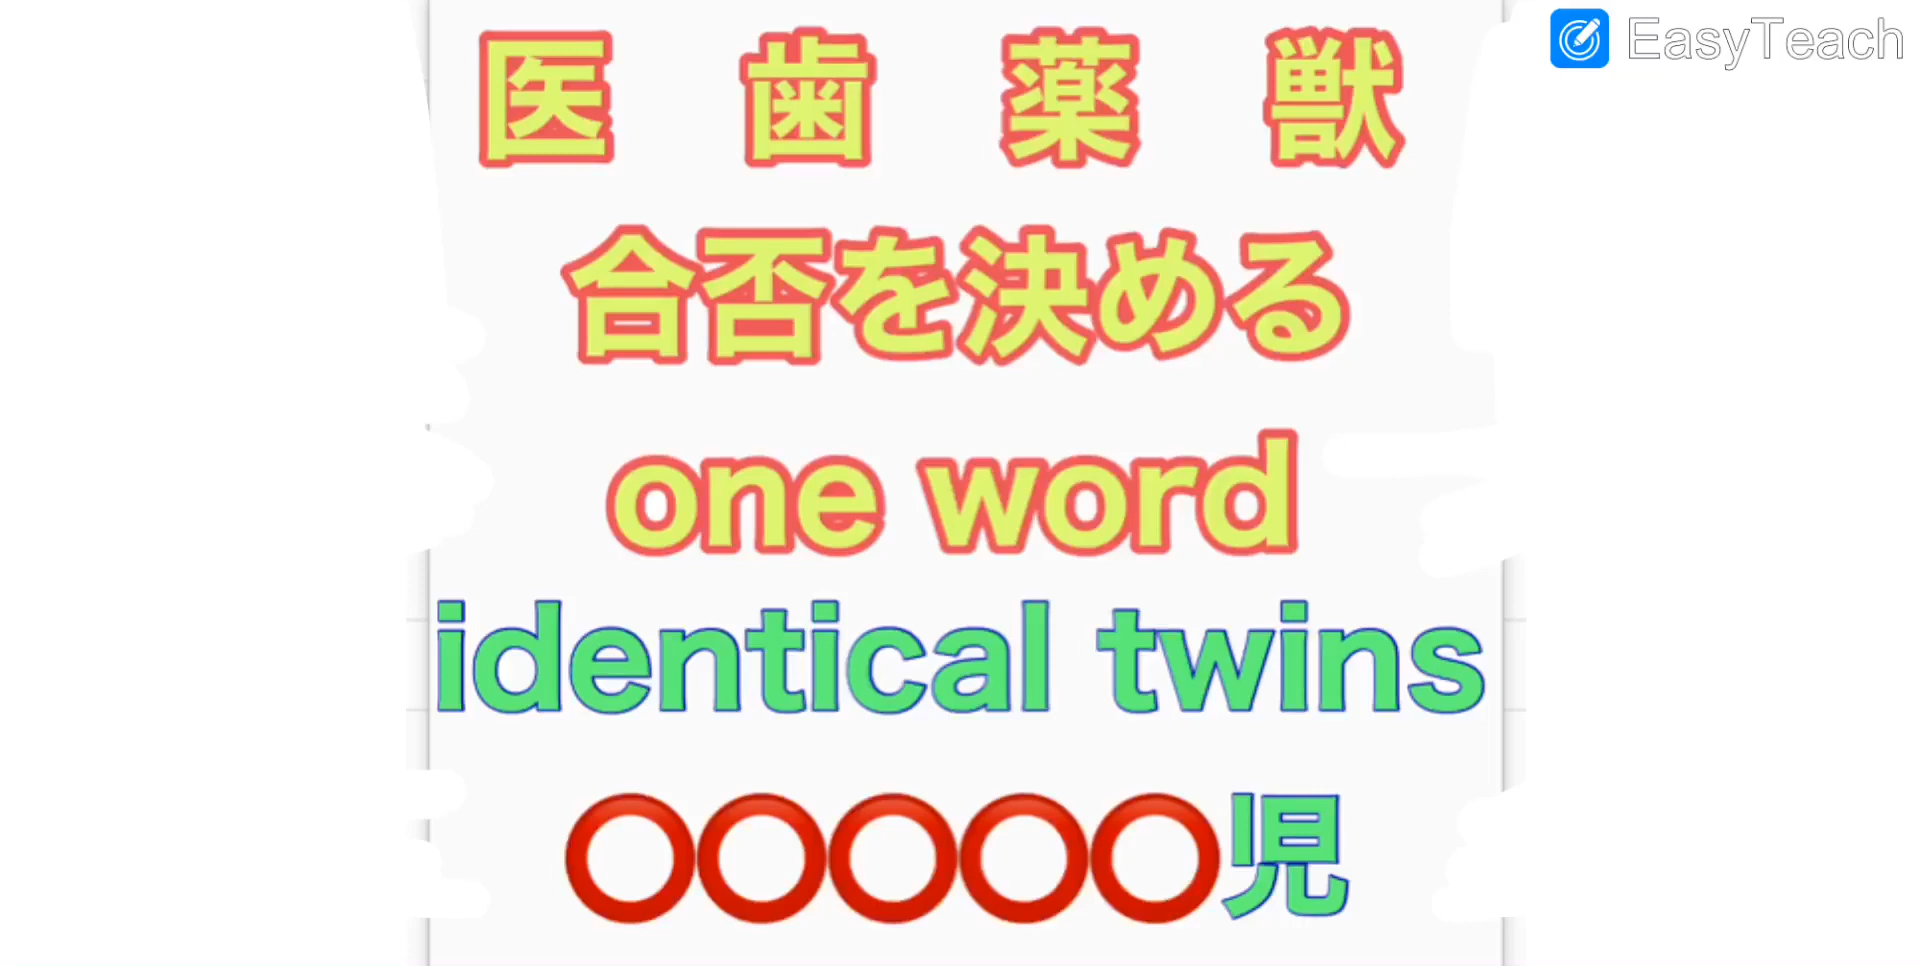 EasyTeach
医 歯 薬 獣
合否を決める
one word
identical twins
⭕⭕⭕⭕⭕児